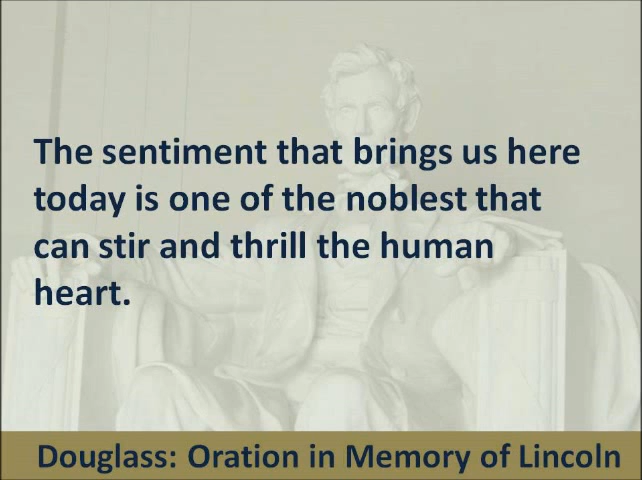 The sentiment that brings us here
today is one of the noblest that
can stir and thrill the human
heart.
Douglass: Oration in Memory of Lincoln